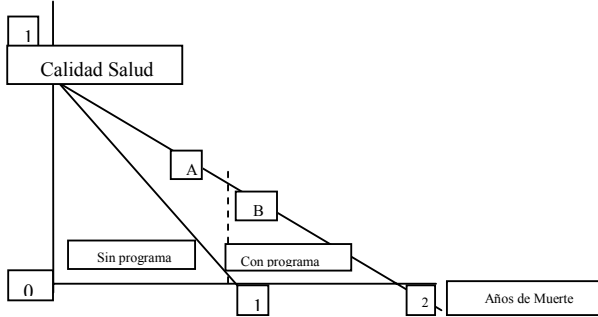 1
Calidad Salud
A
B
Sin programa
Con programa
0
1
2
Años de Muerte